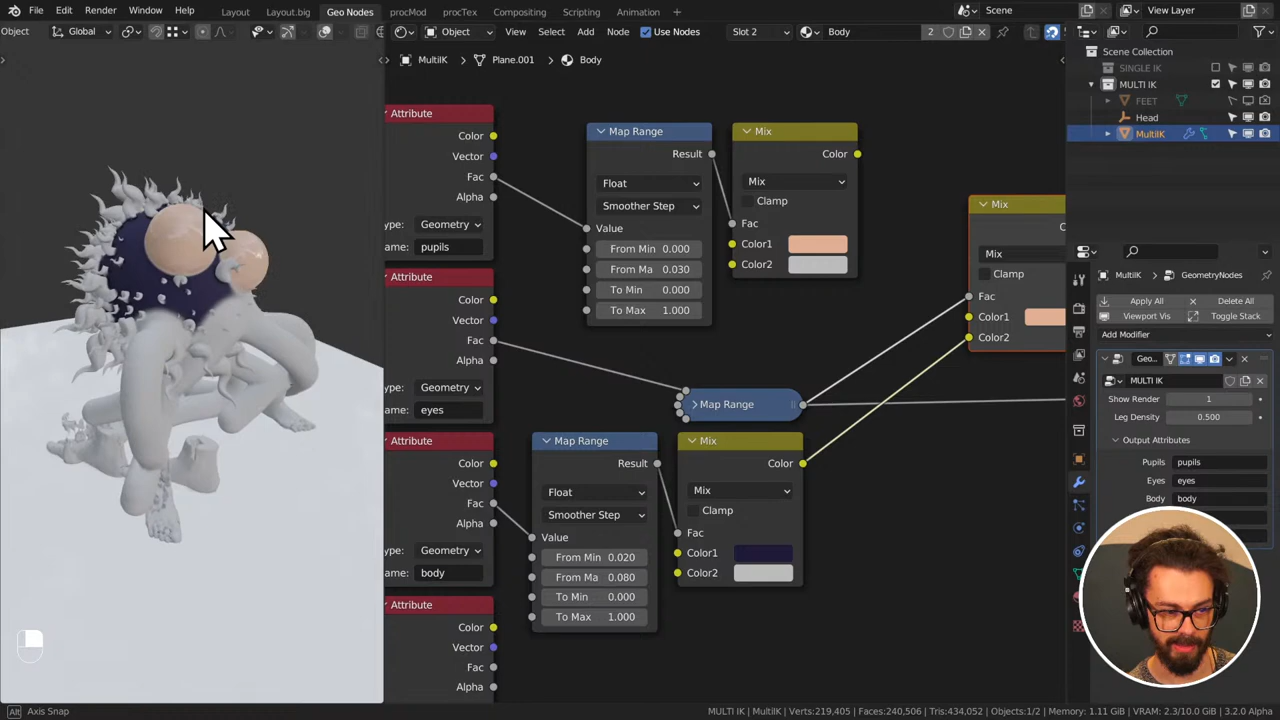 File Edit Render Window Help Layout Layout.big Geo Nodes procMod procTex Compositing Scripting Animation + Scene View Layer
Object Global Object View Select Add Node Use Nodes Slot 2 Body 2
MultiIK > Plane.001 > Body
Scene Collection
SINGLE IK
MULTI IK
FEET
Head
MultiIK
Attribute
Color
Vector
Fac
Alpha
ype: Geometry
ame: pupils
Map Range
Result
Float
Smoother Step
Value
From Min 0.000
From Ma 0.030
To Min 0.000
To Max 1.000
Mix
Color
Mix
Clamp
Fac
Color1
Color2
Mix
Mix
Clamp
Fac
Color1
Color2
Attribute
Color
Vector
Fac
Alpha
ype: Geometry
ame: eyes
Map Range
Attribute
Color
Vector
Fac
Alpha
ype: Geometry
ame: body
Map Range
Result
Float
Smoother Step
Value
From Min 0.020
From Ma 0.080
To Min 0.000
To Max 1.000
Mix
Color
Mix
Clamp
Fac
Color1
Color2
Attribute
Color
Vector
Fac
Alpha
MultiIK > GeometryNodes
Apply All Delete All
Viewport Vis Toggle Stack
Add Modifier
Geo...
MULTI IK
Show Render 1
Leg Density 0.500
Output Attributes
Pupils pupils
Eyes eyes
Body body
Alt Axis Snap
MULTI IK | MultiIK | Verts:219,405 | Faces:240,506 | Tris:434,052 | Objects:1/2 | Memory: 1.11 GiB | VRAM: 2.3/10.0 GiB | 3.2.0 Alpha